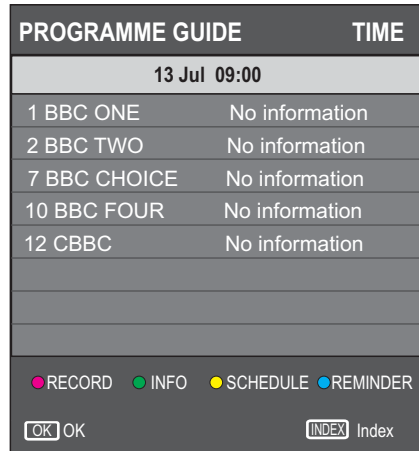 PROGRAMME GUIDE TIME
13 Jul 09:00
1 BBC ONE No information
2 BBC TWO No information
7 BBC CHOICE No information
10 BBC FOUR No information
12 CBBC No information
RECORD INFO SCHEDULE REMINDER
OK OK INDEX Index